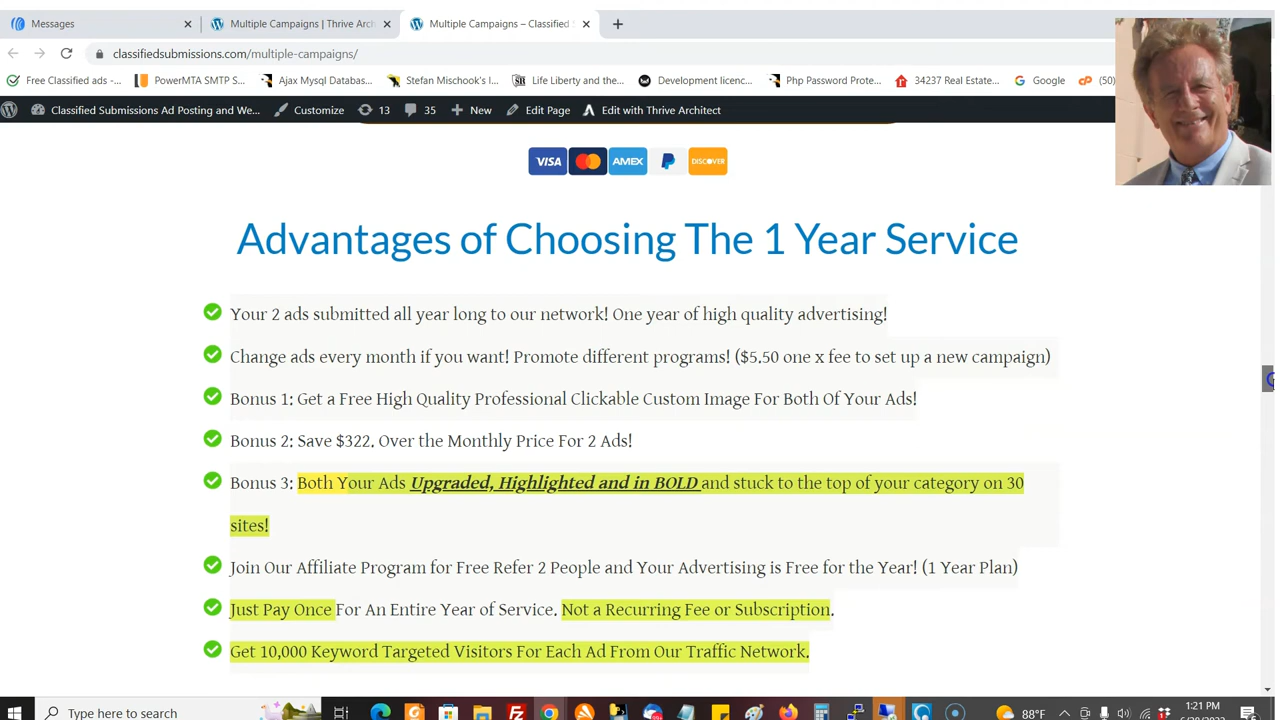 Messages
Multiple Campaigns | Thrive Arch
Multiple Campaigns – Classified S
classifiedsubmissions.com/multiple-campaigns/
Free Classified ads -...
PowerMTA SMTP S...
Ajax Mysql Databas...
Stefan Mischook's I...
Life Liberty and the...
Development licenc...
Php Password Prote...
34237 Real Estate...
Google
(50)
Classified Submissions Ad Posting and We...
Customize
13
35
New
Edit Page
Edit with Thrive Architect
VISA
AMEX
DISCOVER
Advantages of Choosing The 1 Year Service
Your 2 ads submitted all year long to our network! One year of high quality advertising!
Change ads every month if you want! Promote different programs! ($5.50 one x fee to set up a new campaign)
Bonus 1: Get a Free High Quality Professional Clickable Custom Image For Both Of Your Ads!
Bonus 2: Save $322. Over the Monthly Price For 2 Ads!
Bonus 3: Both Your Ads Upgraded, Highlighted and in BOLD and stuck to the top of your category on 30
sites!
Join Our Affiliate Program for Free Refer 2 People and Your Advertising is Free for the Year! (1 Year Plan)
Just Pay Once For An Entire Year of Service. Not a Recurring Fee or Subscription.
Get 10,000 Keyword Targeted Visitors For Each Ad From Our Traffic Network.
Type here to search
88°F
1:21 PM